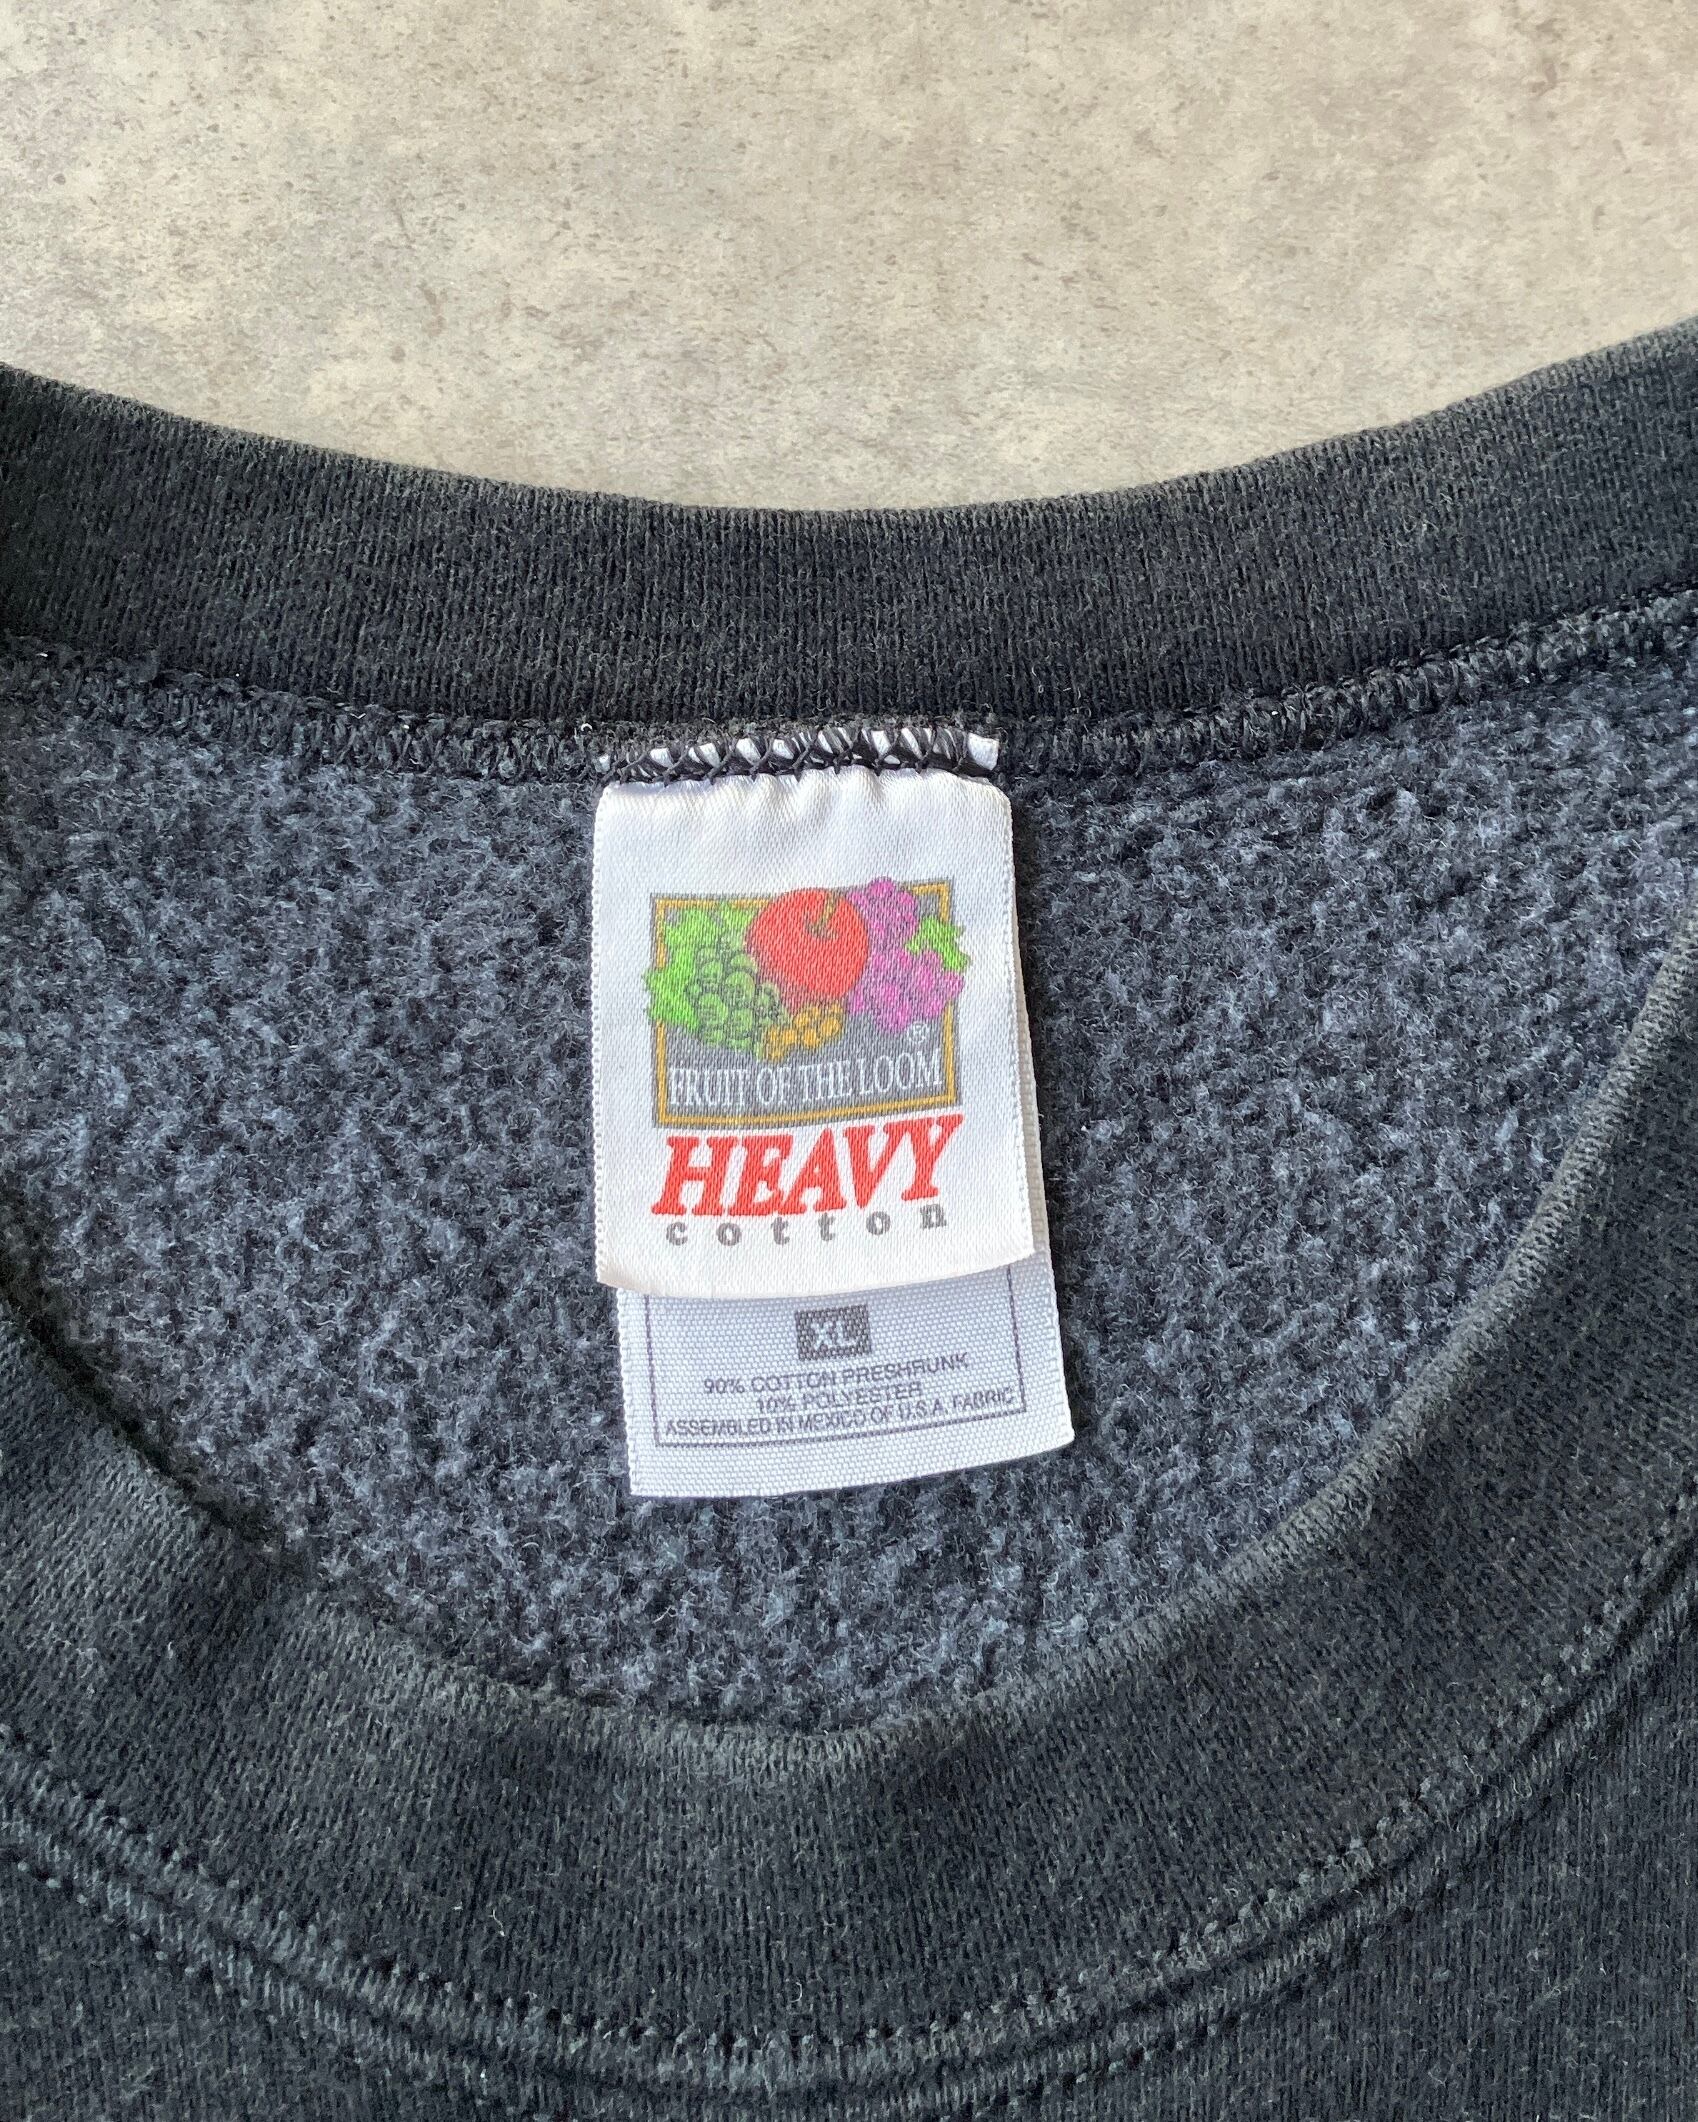 ®
FRUIT OF THE LOOM
HEAVY
cotton
XL
90% COTTON PRESHRUNK
10% POLYESTER
ASSEMBLED IN MEXICO OF U.S.A. FABRIC